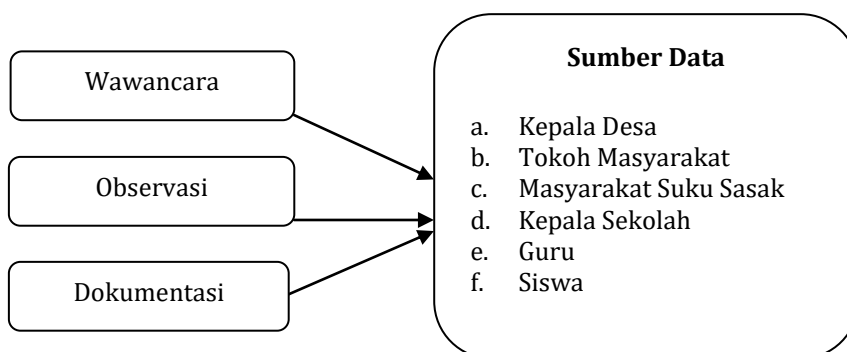 Wawancara
Observasi
Dokumentasi
Sumber Data
a. Kepala Desa
b. Tokoh Masyarakat
c. Masyarakat Suku Sasak
d. Kepala Sekolah
e. Guru
f. Siswa